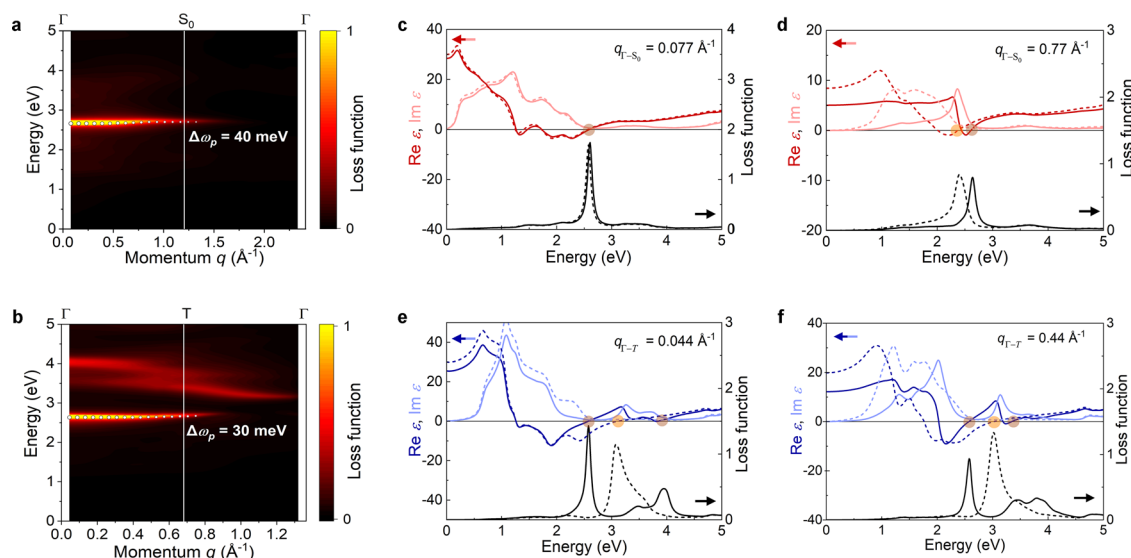 a
Γ
S0
Γ
Energy (eV)
5
4
3
2
1
0
Δωp = 40 meV
0.0
0.5
1.0
1.5
2.0
Momentum q (Å-1)
1
0
Loss function
c
qΓ−S0 = 0.077 Å-1
Re ε, Im ε
40
20
0
-20
-40
0
1
2
3
4
5
Energy (eV)
4
3
2
1
0
Loss function
d
qΓ−S0 = 0.77 Å-1
20
10
0
-10
-20
0
1
2
3
4
5
Energy (eV)
3
2
1
0
Loss function
b
Γ
T
Γ
Energy (eV)
5
4
3
2
1
0
Δωp = 30 meV
0.0
0.2
0.4
0.6
0.8
1.0
1.2
Momentum q (Å-1)
1
0
Loss function
e
qΓ−T = 0.044 Å-1
Re ε, Im ε
40
20
0
-20
-40
0
1
2
3
4
5
Energy (eV)
3
2
1
0
Loss function
f
qΓ−T = 0.44 Å-1
40
30
20
10
0
-10
-20
-30
-40
0
1
2
3
4
5
Energy (eV)
3
2
1
0
Loss function